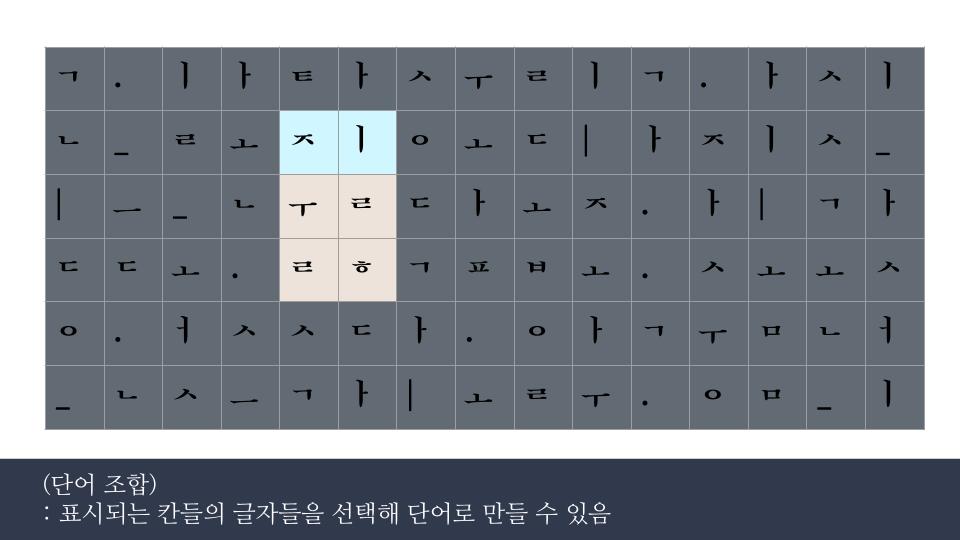 ㄱ . ㅣ ㅏ ㅌ ㅏ ㅅ ㅜ ㄹ ㅣ ㄱ . ㅏ ㅅ ㅣ
ㄴ _ ㄹ ㅗ ㅈ ㅣ ㅇ ㅗ ㄷ | ㅏ ㅈ ㅣ ㅅ _
| ㅡ _ ㄴ ㅜ ㄹ ㄷ ㅏ ㅗ ㅈ . ㅏ | ㄱ ㅏ
ㄷ ㄷ ㅗ . ㄹ ㅎ ㄱ ㅍ ㅂ ㅗ . ㅅ ㅗ ㅗ ㅅ
ㅇ . ㅓ ㅅ ㅅ ㄷ ㅏ . ㅇ ㅏ ㄱ ㅜ ㅁ ㄴ ㅓ
_ ㄴ ㅅ ㅡ ㄱ ㅏ | ㅗ ㄹ ㅜ . ㅇ ㅁ _ ㅣ
(단어 조합)
: 표시되는 칸들의 글자들을 선택해 단어로 만들 수 있음